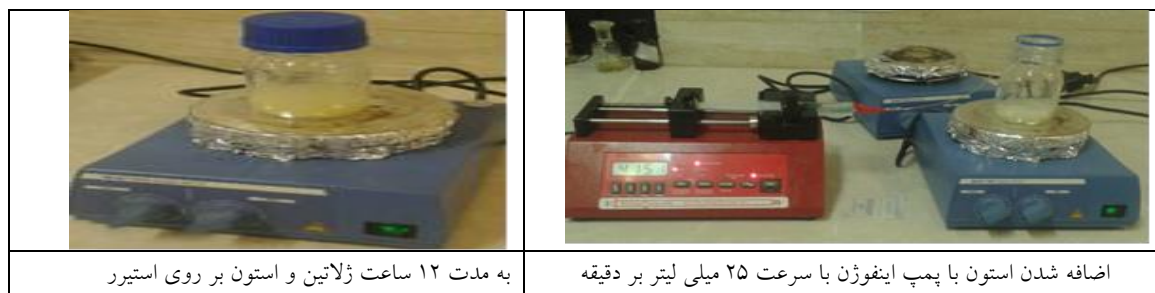 اضافه شدن استون با پمپ اینفوژن با سرعت ۲۵ میلی لیتر بر دقیقه
به مدت ۱۲ ساعت ژلاتین و استون بر روی استیرر